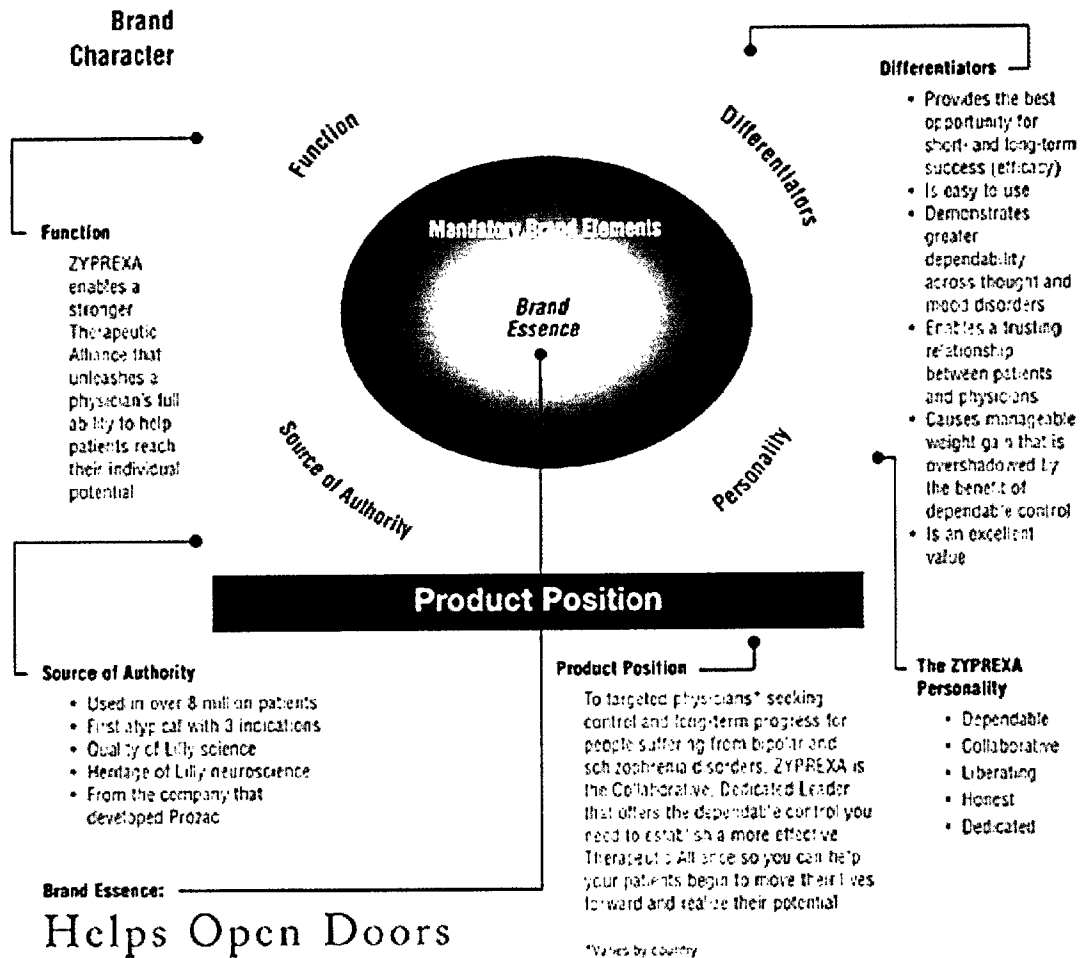 Brand
Character
Function
Differentiators
Mandatory Brand Elements
Brand
Essence
Source of Authority
Personality
Product Position
Function
ZYPREXA
enables a
stronger
Therapeutic
Alliance that
unleashes a
physician's full
ability to help
patients reach
their individual
potential
Differentiators
• Provides the best
opportunity for
short- and long-term
success (efficacy)
• Is easy to use
• Demonstrates
greater
dependability
across thought and
mood disorders
• Enables a trusting
relationship
between patients
and physicians
• Causes manageable
weight gain that is
overshadowed by
the benefit of
dependable control
• Is an excellent
value
Source of Authority
• Used in over 8 million patients
• First atypical with 3 indications
• Quality of Lilly science
• Heritage of Lilly neuroscience
• From the company that
developed Prozac
Product Position
To targeted physicians* seeking
control and long-term progress for
people suffering from bipolar and
schizophrenia disorders, ZYPREXA is
the Collaborative, Dedicated Leader
that offers the dependable control you
need to establish a more effective
Therapeutic Alliance so you can help
your patients begin to move their lives
forward and realize their potential
*Varies by country
The ZYPREXA
Personality
• Dependable
• Collaborative
• Liberating
• Honest
• Dedicated
Brand Essence:
Helps Open Doors